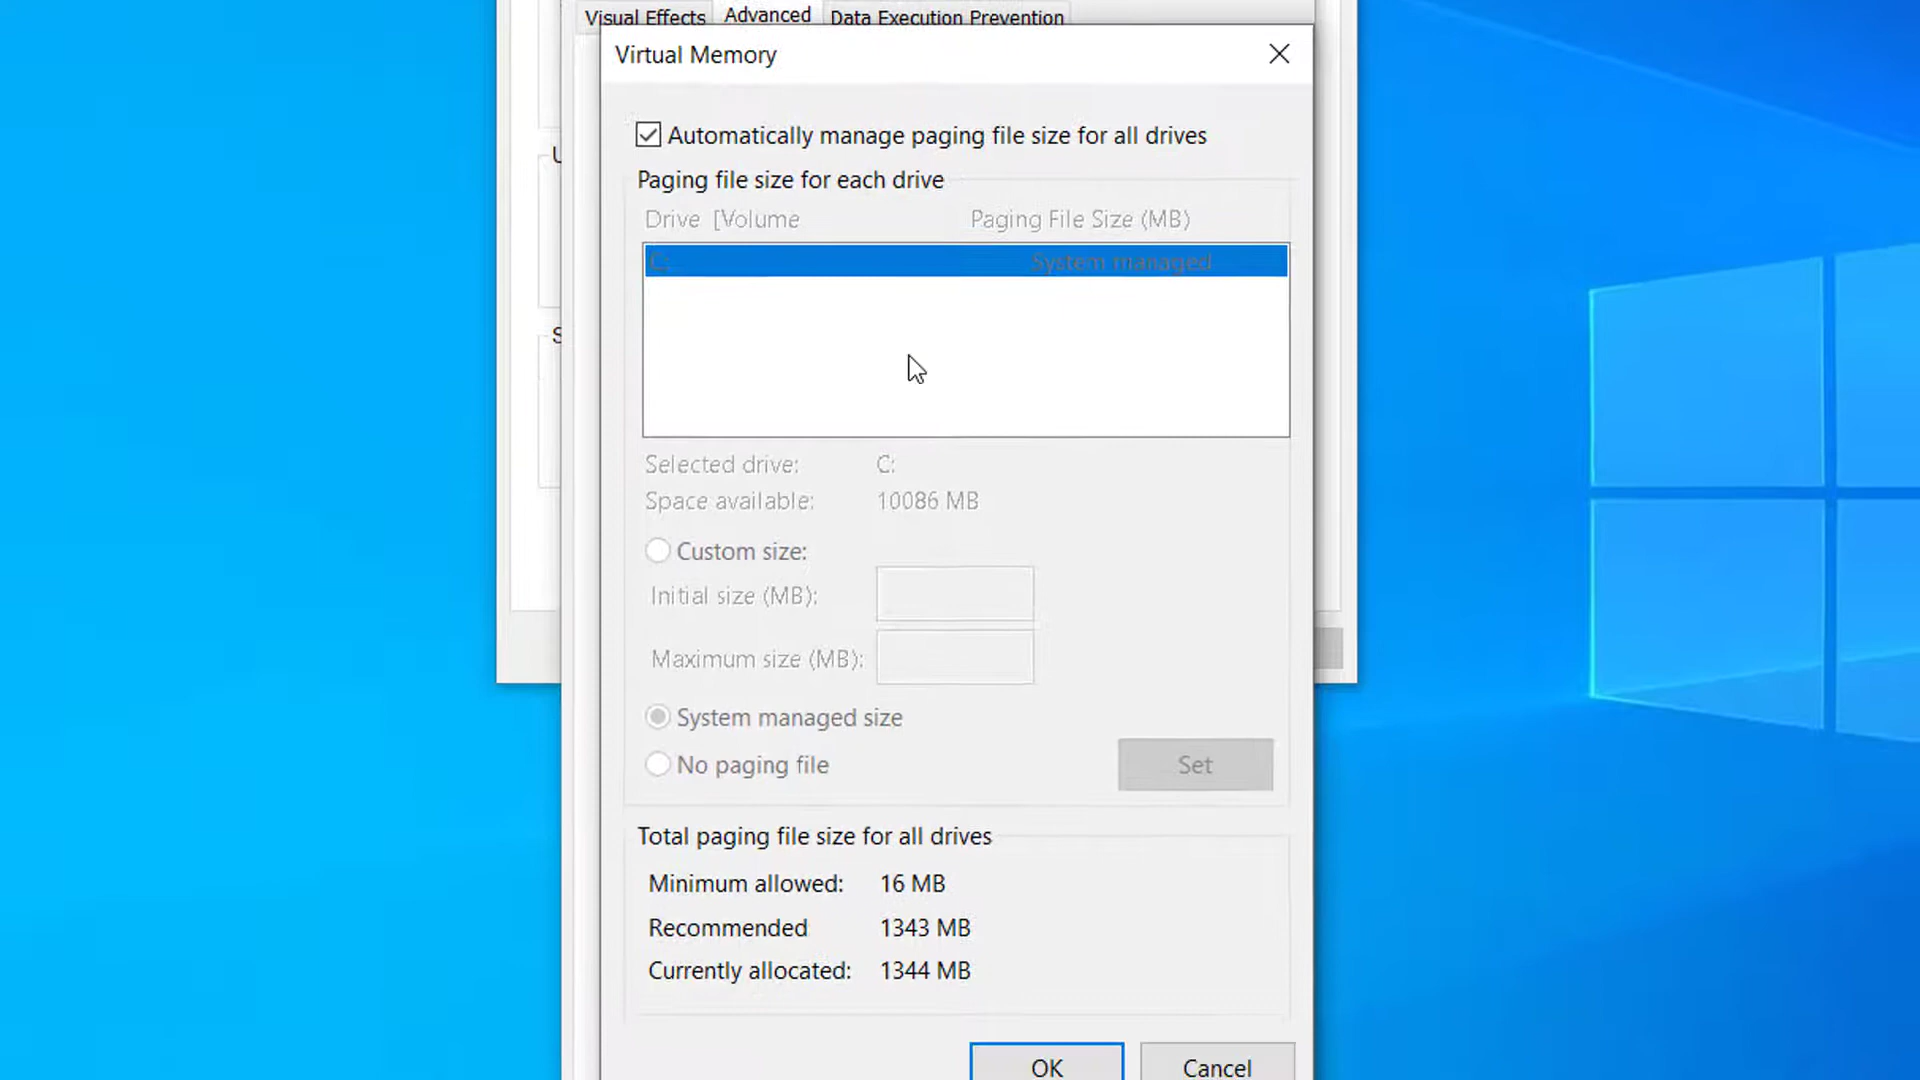 Visual Effects Advanced Data Execution Prevention
Virtual Memory
Automatically manage paging file size for all drives
Paging file size for each drive
Drive [Volume Paging File Size (MB)
C: System managed
Selected drive: C:
Space available: 10086 MB
Custom size:
Initial size (MB):
Maximum size (MB):
System managed size
No paging file Set
Total paging file size for all drives
Minimum allowed: 16 MB
Recommended 1343 MB
Currently allocated: 1344 MB
OK Cancel